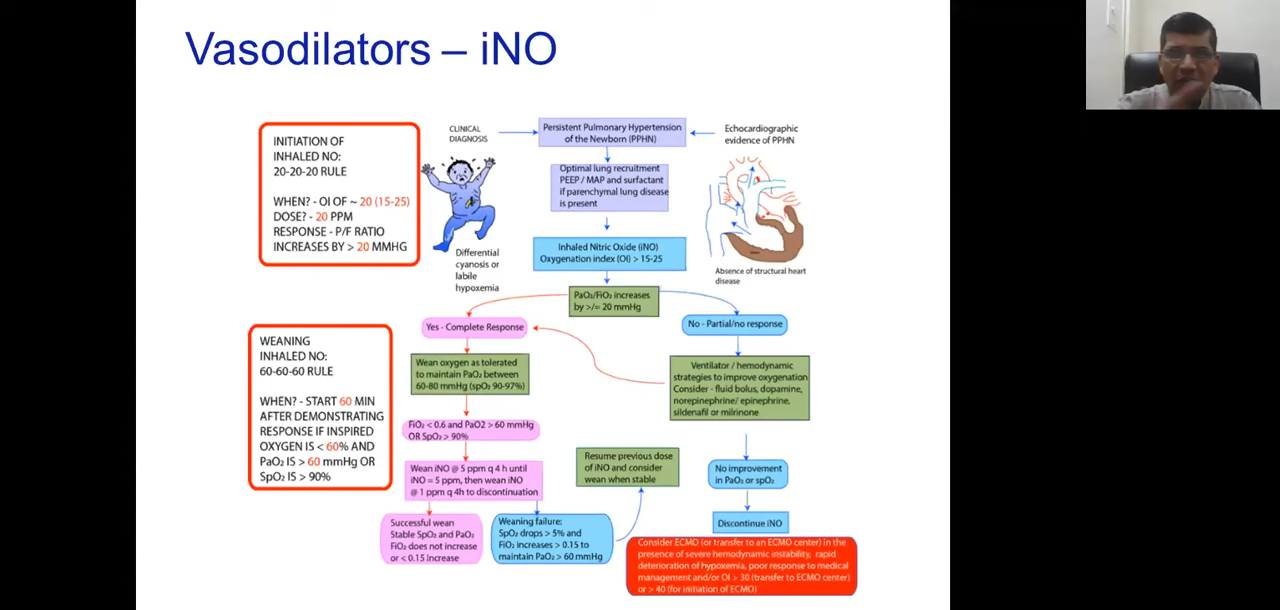 Vasodilators – iNO
INITIATION OF
INHALED NO:
20-20-20 RULE
WHEN? - OI OF ~ 20 (15-25)
DOSE? - 20 PPM
RESPONSE - P/F RATIO
INCREASES BY > 20 MMHG
CLINICAL
DIAGNOSIS
Persistent Pulmonary Hypertension
of the Newborn (PPHN)
Echocardiographic
evidence of PPHN
Optimal lung recruitment
PEEP / MAP and surfactant
if parenchymal lung disease
is present
Differential
cyanosis or
labile
hypoxemia
Inhaled Nitric Oxide (iNO)
Oxygenation index (OI) > 15-25
Absence of structural heart
disease
PaO₂/FiO₂ increases
by >/= 20 mmHg
Yes - Complete Response
No - Partial/no response
WEANING
INHALED NO:
60-60-60 RULE
WHEN? - START 60 MIN
AFTER DEMONSTRATING
RESPONSE IF INSPIRED
OXYGEN IS < 60% AND
PaO₂ IS > 60 mmHg OR
SpO₂ IS > 90%
Wean oxygen as tolerated
to maintain PaO₂ between
60-80 mmHg (spO₂ 90-97%)
Ventilator / hemodynamic
strategies to improve oxygenation
Consider - fluid bolus, dopamine,
norepinephrine/ epinephrine,
sildenafil or milrinone
FiO₂ < 0.6 and PaO2 > 60 mmHg
OR SpO₂ > 90%
Wean iNO @ 5 ppm q 4 h until
iNO = 5 ppm, then wean iNO
@ 1 ppm q 4h to discontinuation
Resume previous dose
of iNO and consider
wean when stable
No improvement
in PaO₂ or spO₂
Successful wean
Stable SpO₂ and PaO₂
FiO₂ does not increase
or < 0.15 increase
Weaning failure:
SpO₂ drops > 5% and
FiO₂ increases > 0.15 to
maintain PaO₂ > 60 mmHg
Discontinue iNO
Consider ECMO (or transfer to an ECMO center) in the
presence of severe hemodynamic instability, rapid
deterioration of hypoxemia, poor response to medical
management and/or OI > 30 (transfer to ECMO center)
or > 40 (for initiation of ECMO)